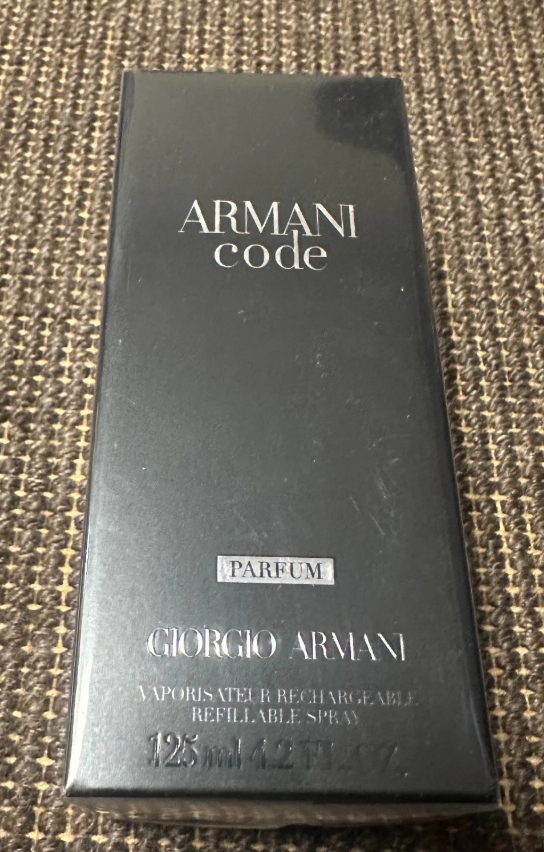 ARMANI
code
PARFUM
GIORGIO ARMANI
VAPORISATEUR RECHARGEABLE
REFILLABLE SPRAY
125 ml 4.2 FL. OZ.